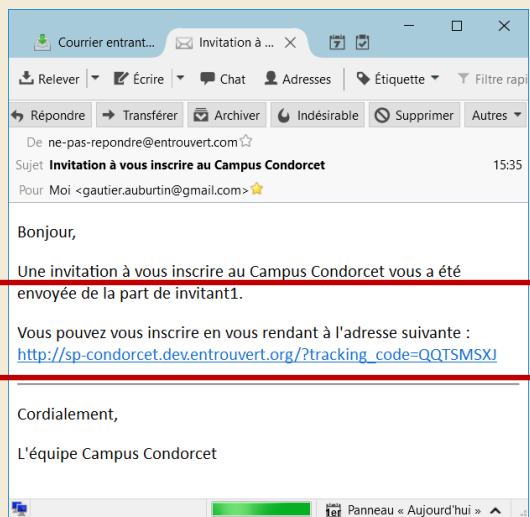 Courrier entrant... Invitation à ...
Relever Écrire Chat Adresses Étiquette Filtre rapi
Répondre Transférer Archiver Indésirable Supprimer Autres
De ne-pas-repondre@entrouvert.com
Sujet Invitation à vous inscrire au Campus Condorcet 15:35
Pour Moi <gautier.auburtin@gmail.com>
Bonjour,
Une invitation à vous inscrire au Campus Condorcet vous a été
envoyée de la part de invitant1.
Vous pouvez vous inscrire en vous rendant à l'adresse suivante :
http://sp-condorcet.dev.entrouvert.org/?tracking_code=QQTSMSXJ
Cordialement,
L'équipe Campus Condorcet
Panneau « Aujourd'hui »